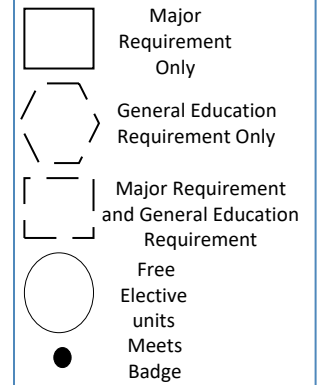 Major
Requirement
Only
General Education
Requirement Only
Major Requirement
and General Education
Requirement
Free
Elective
units
Meets
Badge